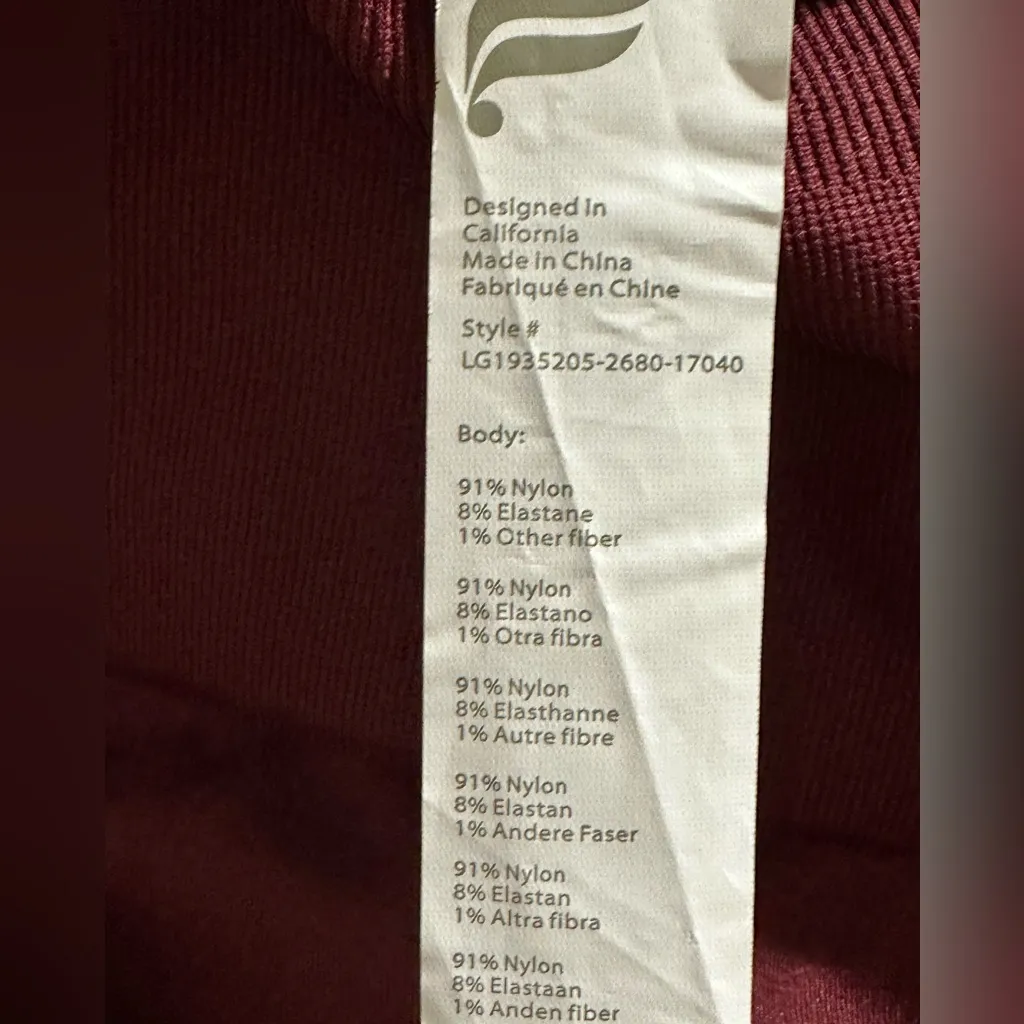 Designed in
California
Made in China
Fabriqué en Chine
Style #
LG1935205-2680-17040
Body:
91% Nylon
8% Elastane
1% Other fiber
91% Nylon
8% Elastano
1% Otra fibra
91% Nylon
8% Elasthanne
1% Autre fibre
91% Nylon
8% Elastan
1% Andere Faser
91% Nylon
8% Elastan
1% Altra fibra
91% Nylon
8% Elastaan
1% Anden fiber